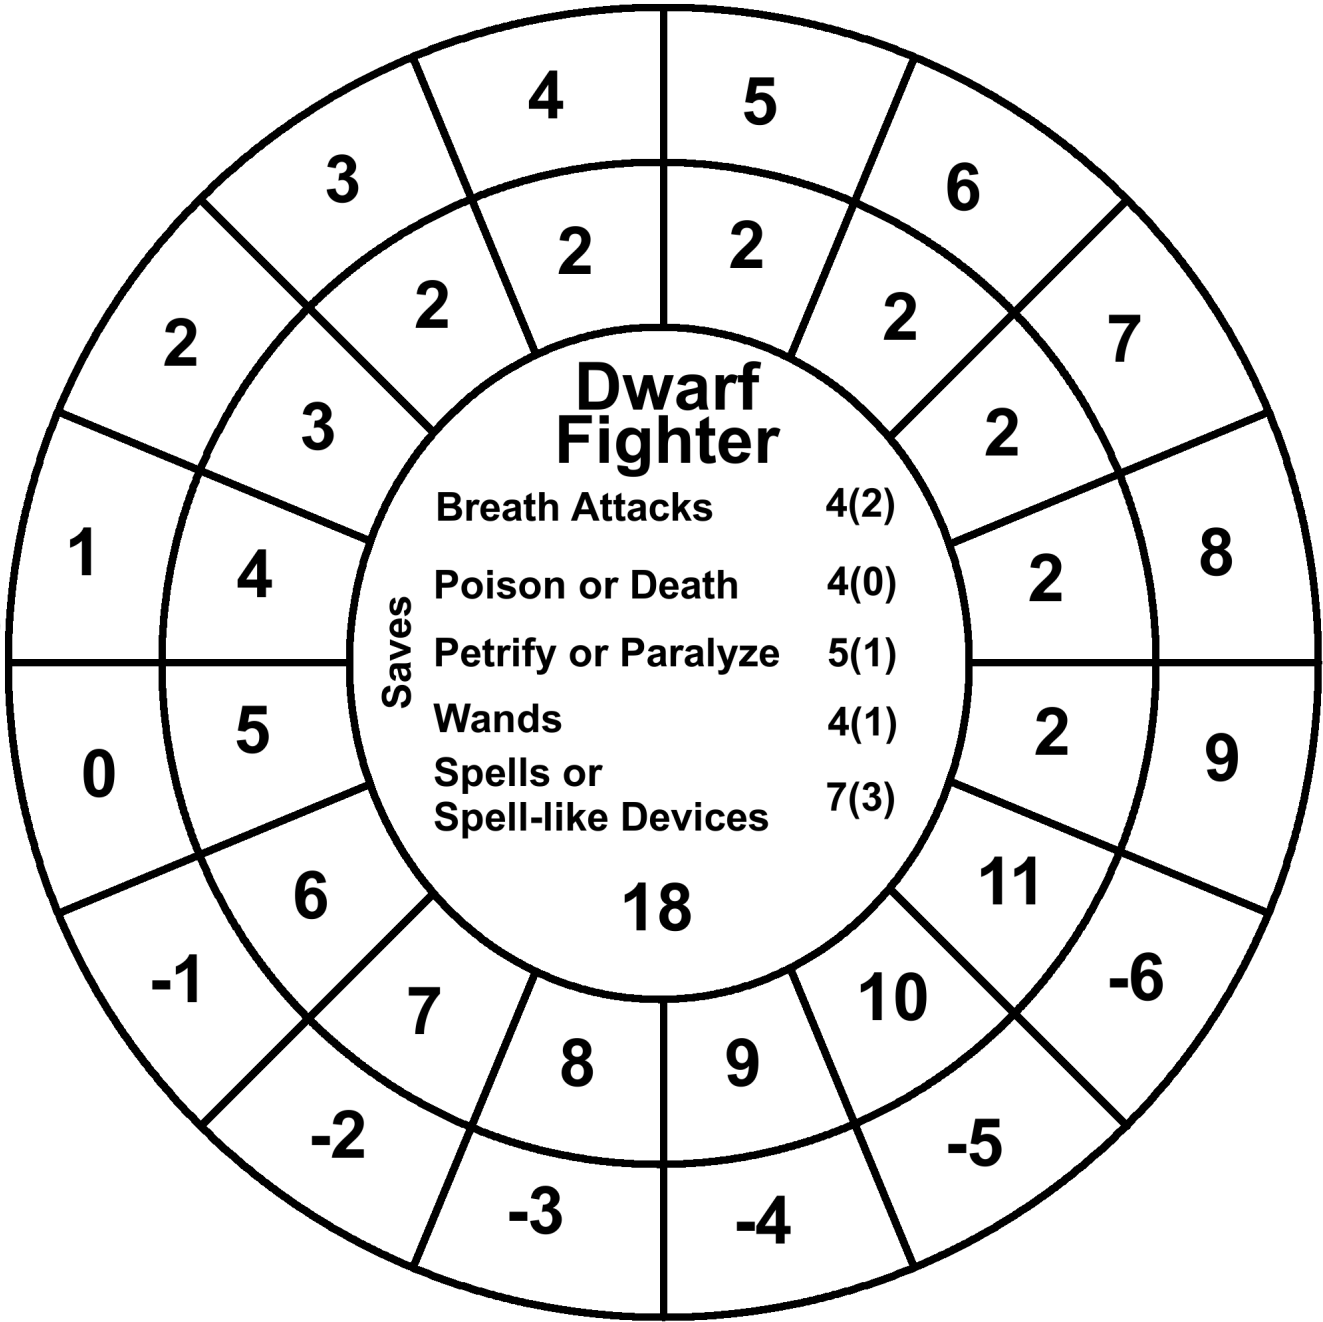 4 5
3 6
2 2
2 7
2 2
3 2
1 8
4 2
Dwarf
Fighter
Breath Attacks 4(2)
Poison or Death 4(0)
Saves
Petrify or Paralyze 5(1)
Wands 4(1)
Spells or
Spell-like Devices 7(3)
18
5 2
0 9
6 11
-1 -6
7 10
8 9
-2 -5
-3 -4